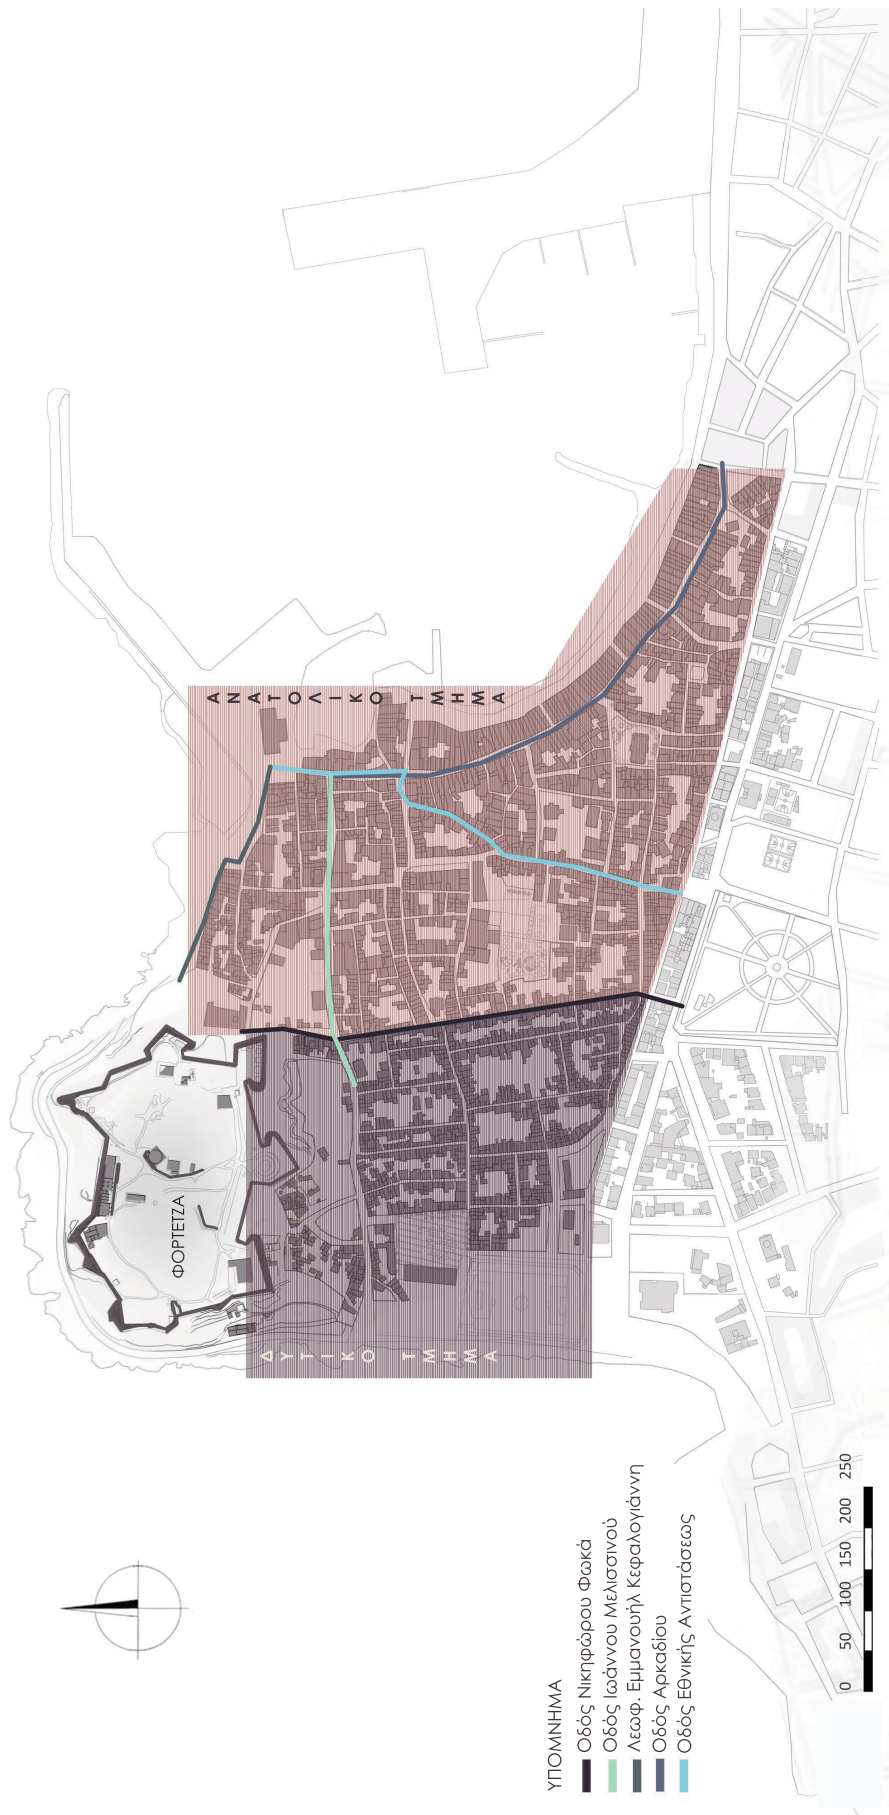 ΑΝΑΤΟΛΙΚΟ ΤΜΗΜΑ
ΦΟΡΤΕΤΖΑ
ΔΥΤΙΚΟ ΤΜΗΜΑ
ΥΠΟΜΝΗΜΑ
Οδός Νικηφώρου Φωκά
Οδός Ιωάννου Μελισσινού
Λεωφ. Εμμανουήλ Κεφαλογιάννη
Οδός Αρκαδίου
Οδός Εθνικής Αντιστάσεως
0 50 100 150 200 250